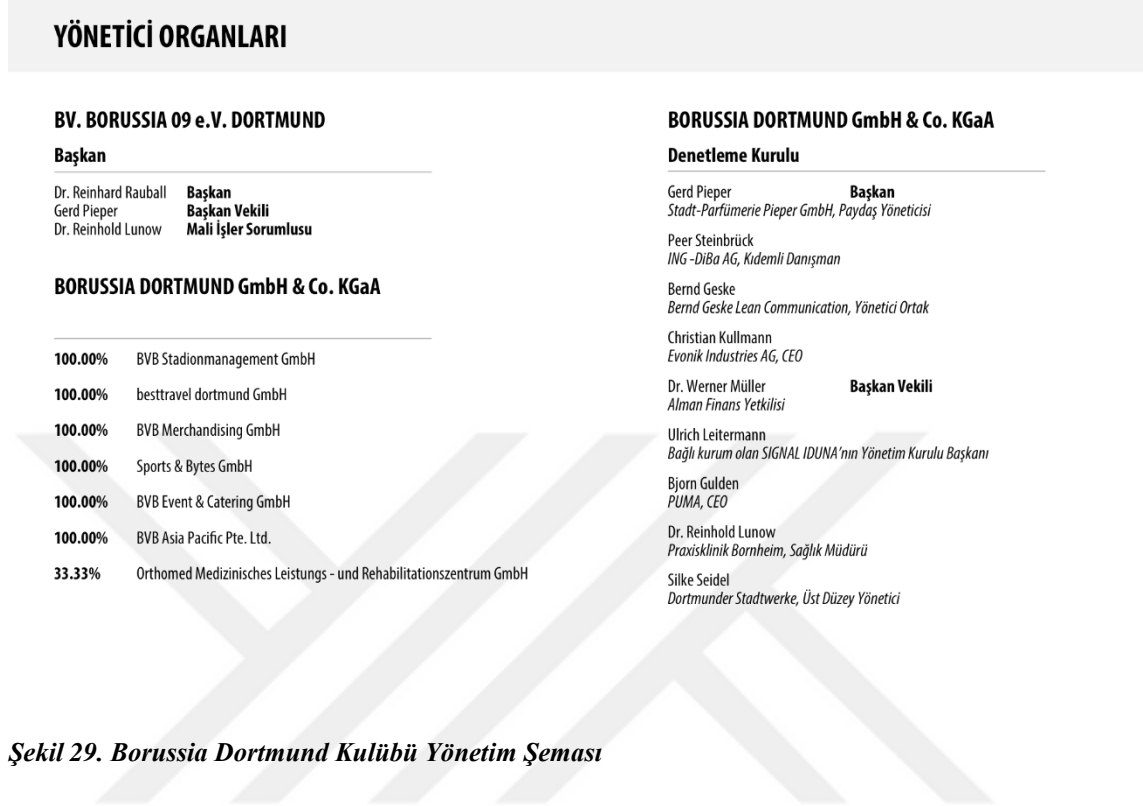 YÖNETİCİ ORGANLARI
BV. BORUSSIA 09 e.V. DORTMUND
Başkan
Dr. Reinhard Rauball Başkan
Gerd Pieper Başkan Vekili
Dr. Reinhold Lunow Mali İşler Sorumlusu
BORUSSIA DORTMUND GmbH & Co. KGaA
100.00% BVB Stadionmanagement GmbH
100.00% besttravel dortmund GmbH
100.00% BVB Merchandising GmbH
100.00% Sports & Bytes GmbH
100.00% BVB Event & Catering GmbH
100.00% BVB Asia Pacific Pte. Ltd.
33.33% Orthomed Medizinisches Leistungs - und Rehabilitationszentrum GmbH
BORUSSIA DORTMUND GmbH & Co. KGaA
Denetleme Kurulu
Gerd Pieper Başkan
Stadt-Parfümerie Pieper GmbH, Paydaş Yöneticisi
Peer Steinbrück
ING -DiBa AG, Kıdemli Danışman
Bernd Geske
Bernd Geske Lean Communication, Yönetici Ortak
Christian Kullmann
Evonik Industries AG, CEO
Dr. Werner Müller Başkan Vekili
Alman Finans Yetkilisi
Ulrich Leitermann
Bağlı kurum olan SIGNAL IDUNA'nın Yönetim Kurulu Başkanı
Bjorn Gulden
PUMA, CEO
Dr. Reinhold Lunow
Praxisklinik Bornheim, Sağlık Müdürü
Silke Seidel
Dortmunder Stadtwerke, Üst Düzey Yönetici
Şekil 29. Borussia Dortmund Kulübü Yönetim Şeması